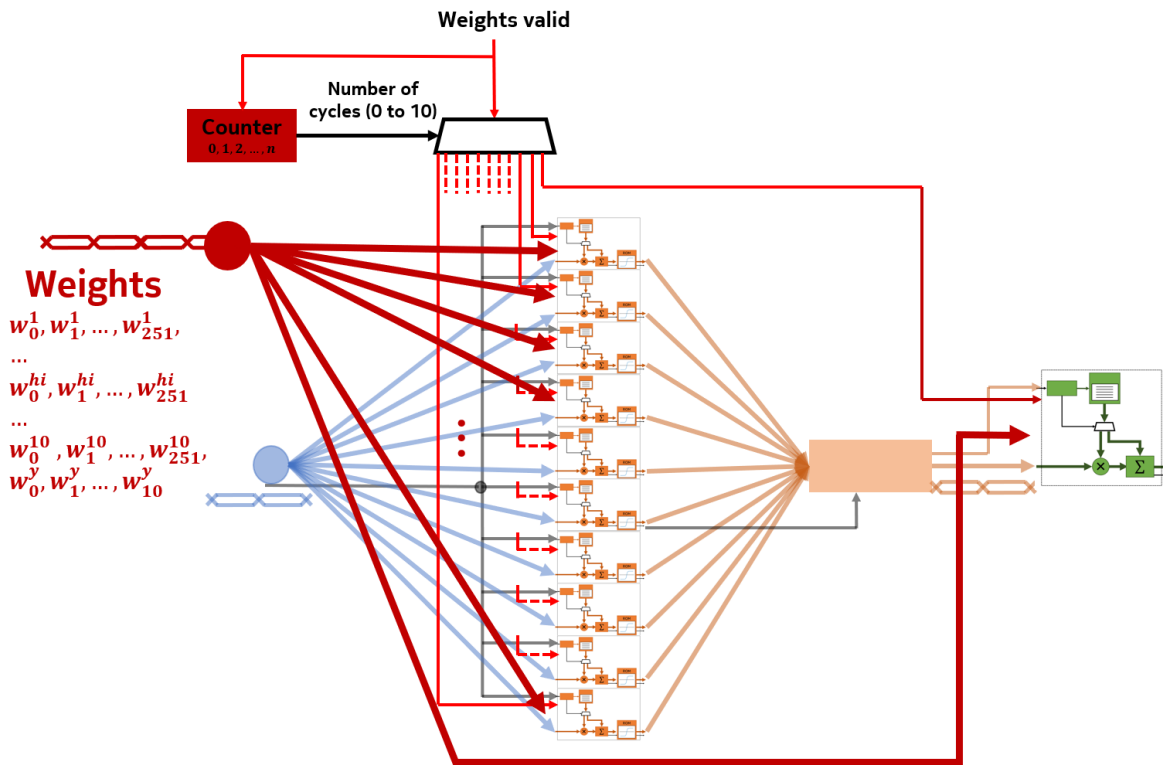 Weights valid
Number of
cycles (0 to 10)
Counter
0, 1, 2, ..., n
Weights
w_0^1, w_1^1, ..., w_251^1,
...
w_0^hi, w_1^hi, ..., w_251^hi
...
w_0^10, w_1^10, ..., w_251^10,
w_0^y, w_1^y, ..., w_10^y
× Σ
× Σ
× Σ
× Σ
× Σ
× Σ
× Σ
× Σ
× Σ
× Σ
× Σ